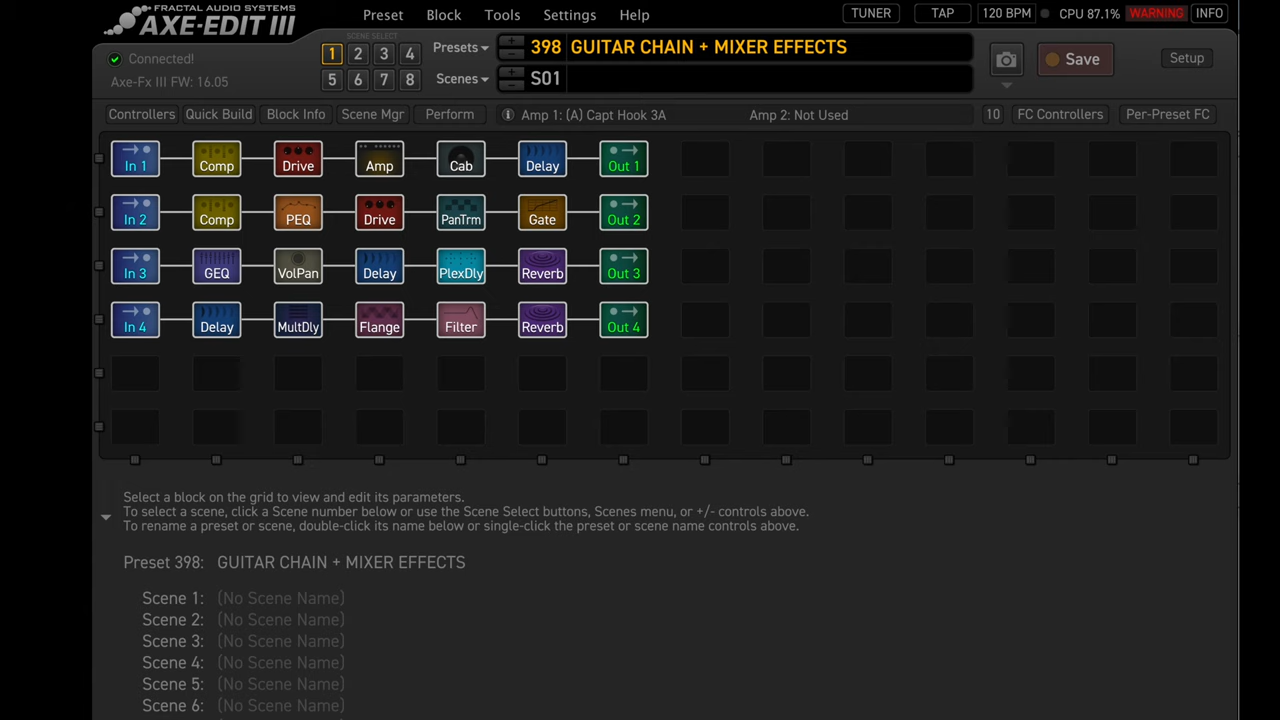 FRACTAL AUDIO SYSTEMS
AXE-EDIT III
Preset Block Tools Settings Help
TUNER TAP 120 BPM CPU 87.1% WARNING INFO
SCENE SELECT
1 2 3 4
5 6 7 8
Presets 398 GUITAR CHAIN + MIXER EFFECTS
Scenes S01
Save Setup
Connected!
Axe-Fx III FW: 16.05
Controllers Quick Build Block Info Scene Mgr Perform Amp 1: (A) Capt Hook 3A Amp 2: Not Used 10 FC Controllers Per-Preset FC
In 1 Comp Drive Amp Cab Delay Out 1
In 2 Comp PEQ Drive PanTrm Gate Out 2
In 3 GEQ VolPan Delay PlexDly Reverb Out 3
In 4 Delay MultDly Flange Filter Reverb Out 4
Select a block on the grid to view and edit its parameters.
To select a scene, click a Scene number below or use the Scene Select buttons, Scenes menu, or +/- controls above.
To rename a preset or scene, double-click its name below or single-click the preset or scene name controls above.
Preset 398: GUITAR CHAIN + MIXER EFFECTS
Scene 1: (No Scene Name)
Scene 2: (No Scene Name)
Scene 3: (No Scene Name)
Scene 4: (No Scene Name)
Scene 5: (No Scene Name)
Scene 6: (No Scene Name)